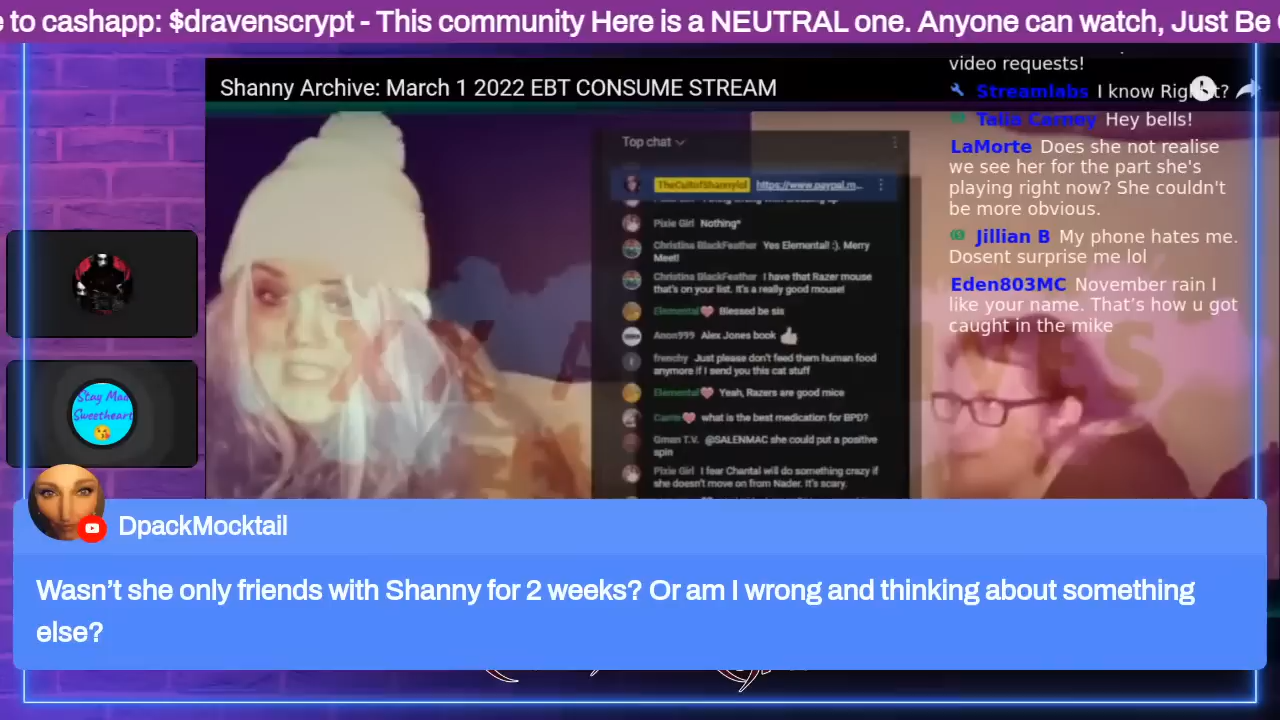 e to cashapp: $dravenscrypt - This community Here is a NEUTRAL one. Anyone can watch, Just Be
Shanny Archive: March 1 2022 EBT CONSUME STREAM
video requests!
Streamlabs I know Right?
Talia Carney Hey bells!
LaMorte Does she not realise
we see her for the part she's
playing right now? She couldn't
be more obvious.
Jillian B My phone hates me.
Dosent surprise me lol
Eden803MC November rain I
like your name. That's how u got
caught in the mike
Top chat
TheCultofShannylol https://www.paypal.m...
Pixie Girl Nothing*
Christina BlackFeather Yes Elemental! :), Merry
Meet!
Christina BlackFeather I have that Razer mouse
that's on your list. It's a really good mouse!
Elemental Blessed be sis
Anon999 Alex Jones book 👍
frenchy Just please don't feed them human food
anymore if I send you this cat stuff
Elemental Yeah, Razers are good mice
Carrie what is the best medication for BPD?
Gman T.V. @SALENMAC she could put a positive
spin
Pixie Girl I fear Chantal will do something crazy if
she doesn't move on from Nader. It's scary.
Stay Mad
Sweetheart
😘
DpackMocktail
Wasn't she only friends with Shanny for 2 weeks? Or am I wrong and thinking about something
else?